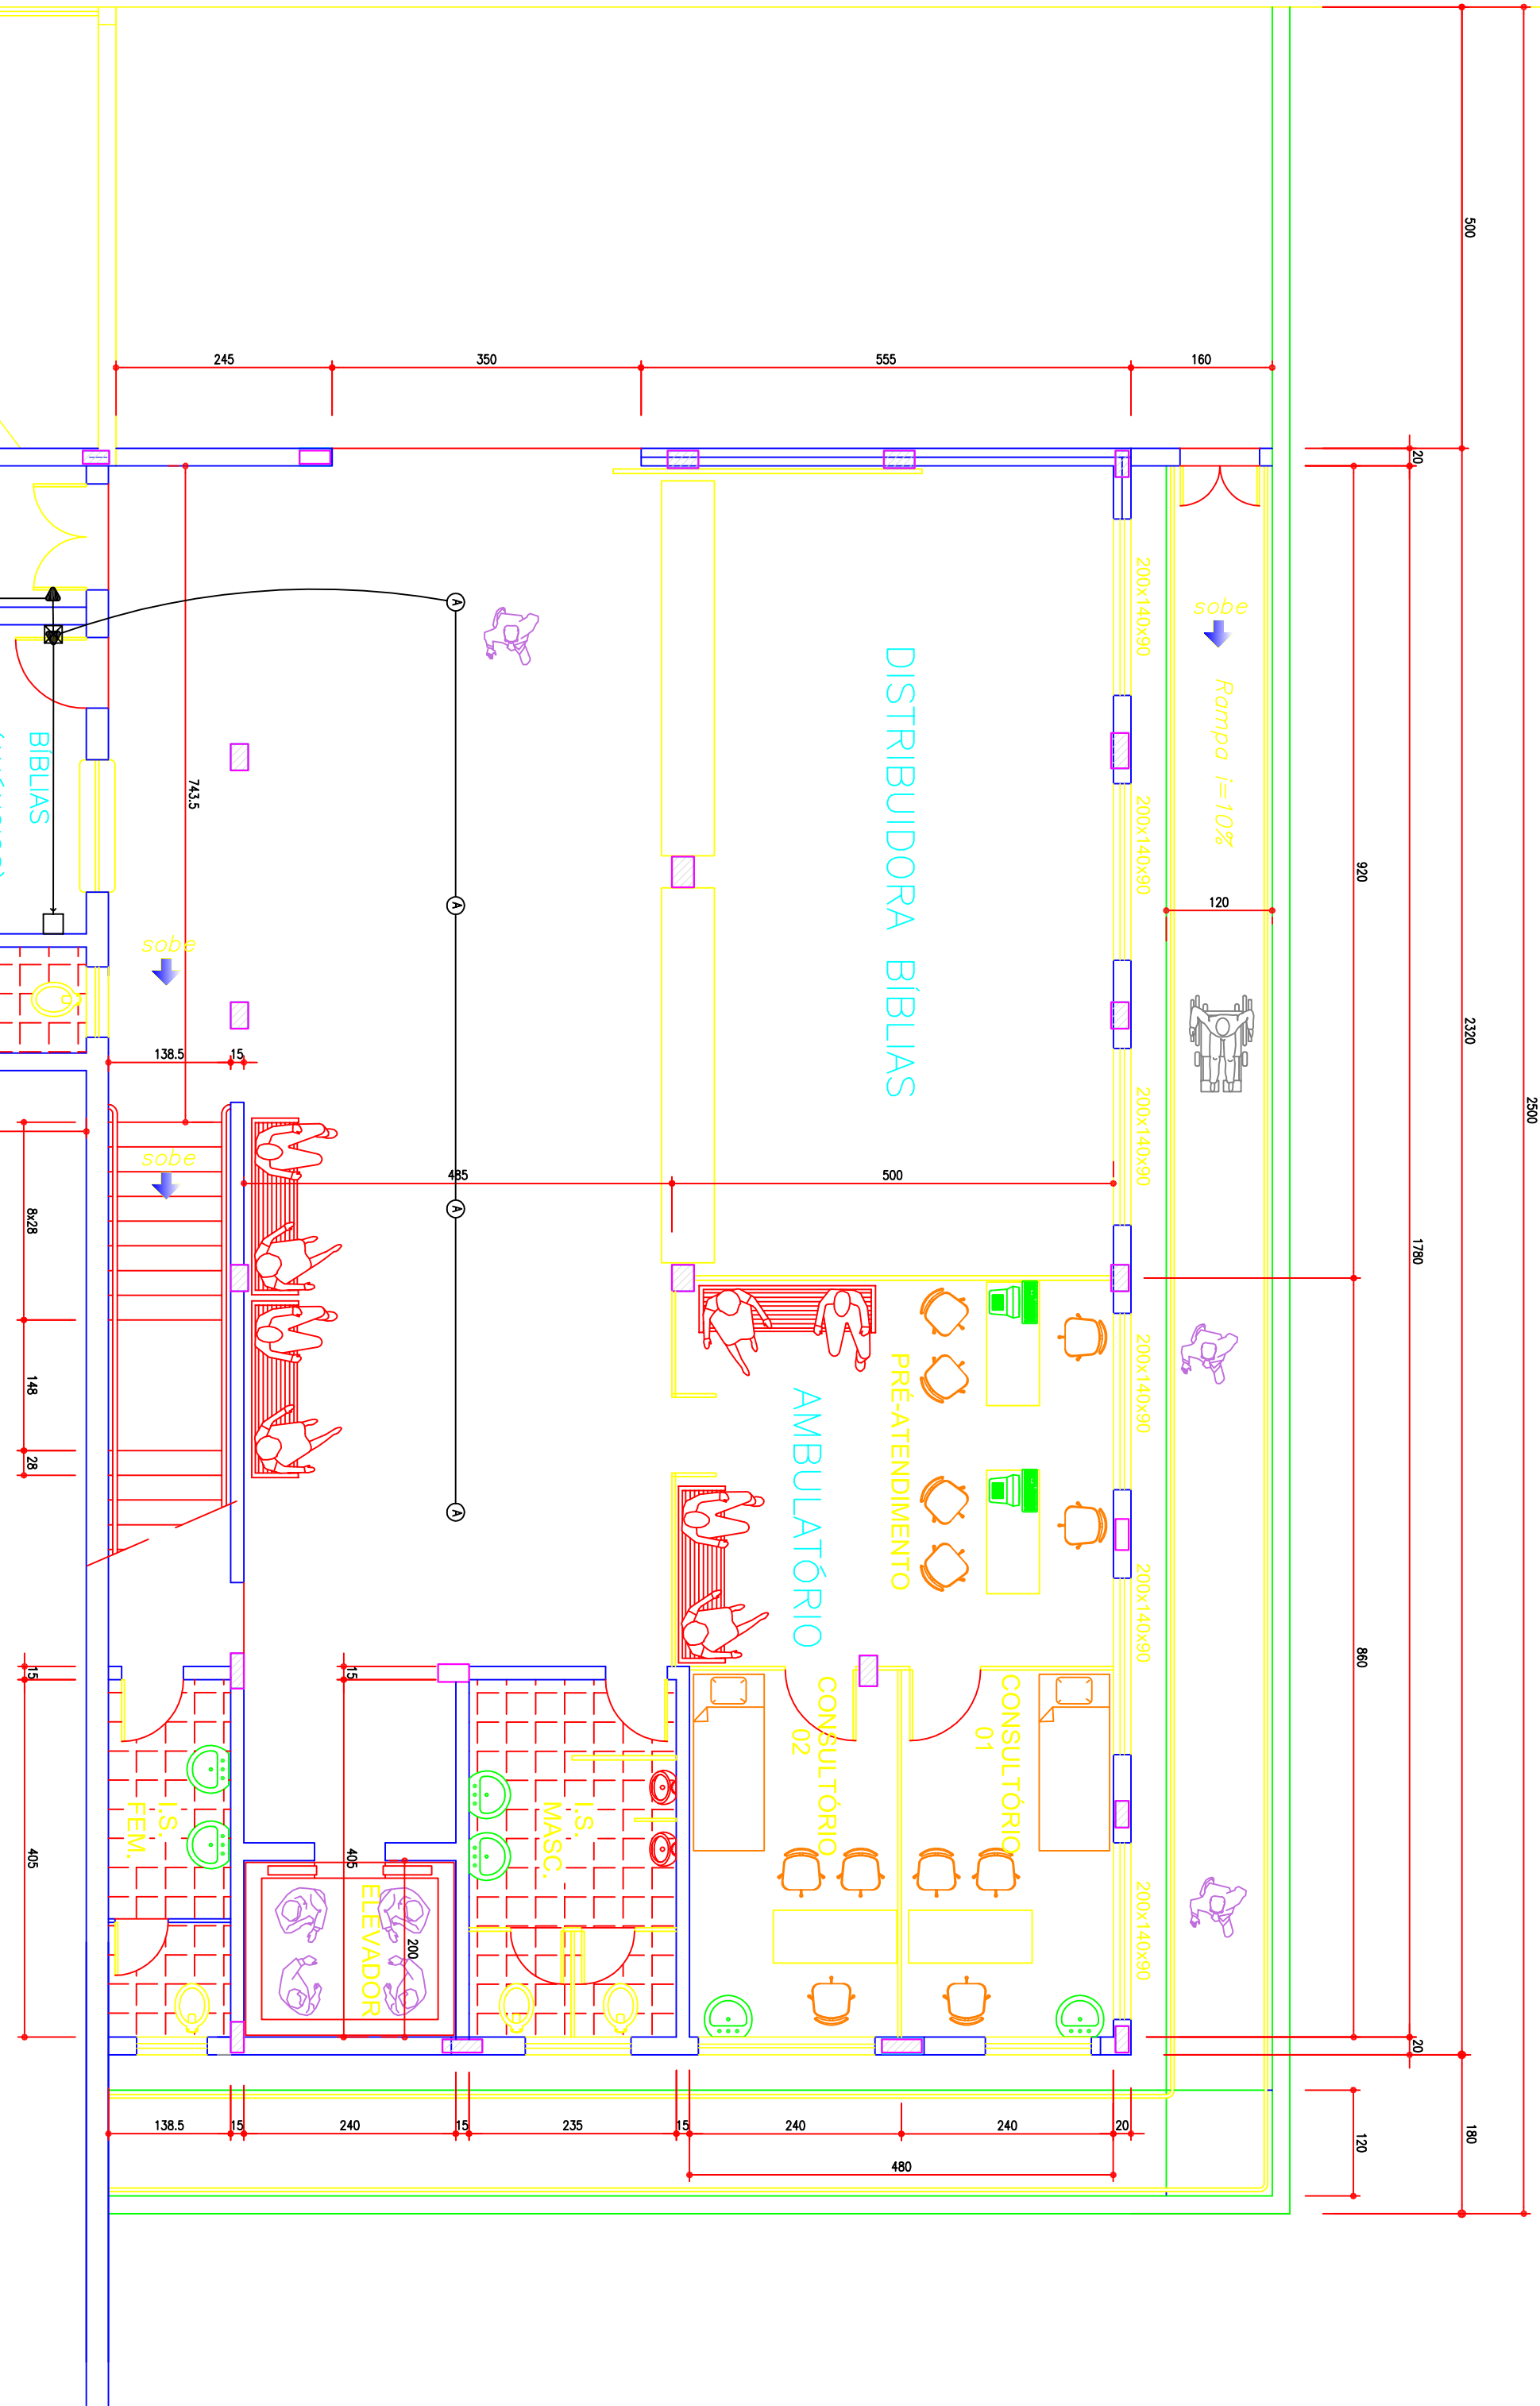 500
2500
2320
180
20
1780
20
920
860
120
160
555
350
245
sobe
Rampa i=10%
120
200x140x90
200x140x90
200x140x90
200x140x90
200x140x90
200x140x90
DISTRIBUIDORA BÍBLIAS
500
485
PRÉ-ATENDIMENTO
AMBULATÓRIO
CONSULTÓRIO
01
CONSULTÓRIO
02
A
A
A
A
743.5
BÍBLIAS
sobe
138.5
15
sobe
8x28
148
28
15
405
15
405
200
I.S.
MASC.
I.S.
FEM.
ELEVADOR
138.5
15
240
15
235
15
240
240
20
480